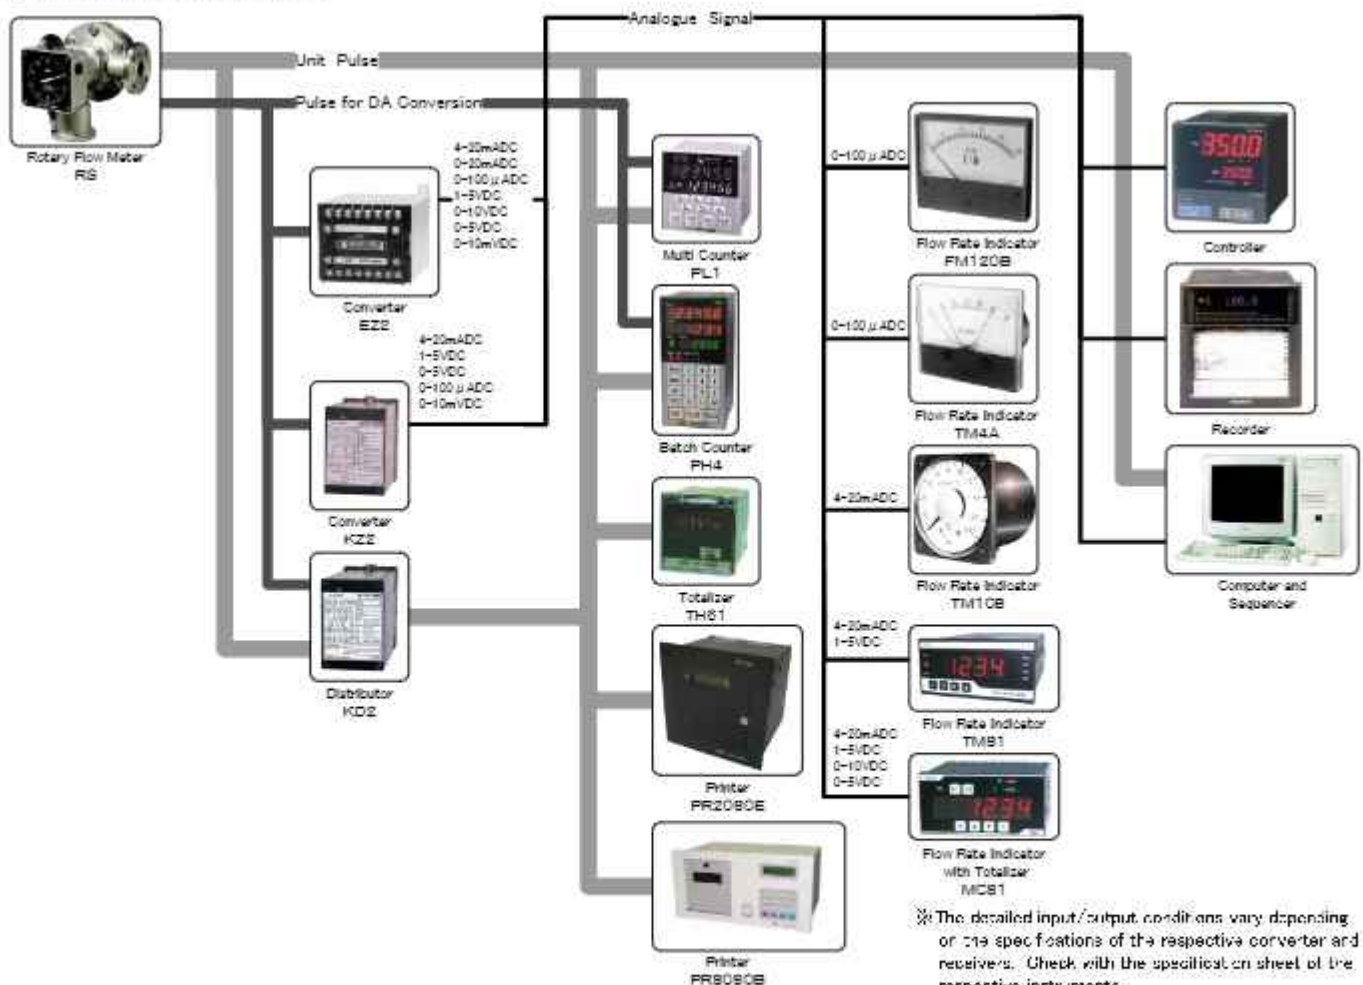 Analogue Signal
Unit Pulse
Pulse for DA Conversion
Rotary Flow Meter
RS
4-20mADC
0-20mADC
0-100μADC
1-5VDC
0-10VDC
0-5VDC
0-10mVDC
Converter
EZ2
4-20mADC
1-5VDC
0-5VDC
0-100μADC
0-10mVDC
Converter
KZ2
Distributor
KD2
Multi Counter
PL1
Batch Counter
PH4
Totalizer
TH61
Printer
PR2080E
Printer
PR8080B
0-100μADC
Flow Rate Indicator
FM120B
0-100μADC
Flow Rate Indicator
TM4A
4-20mADC
Flow Rate Indicator
TM10B
4-20mADC
1-5VDC
1234
Flow Rate Indicator
TM81
4-20mADC
1-5VDC
0-10VDC
0-5VDC
1234
Flow Rate Indicator
with Totalizer
MC81
3500
Controller
Recorder
Computer and
Sequencer
※ The detailed input/output conditions vary depending
on the specifications of the respective converter and
receivers. Check with the specification sheet of the
respective instruments